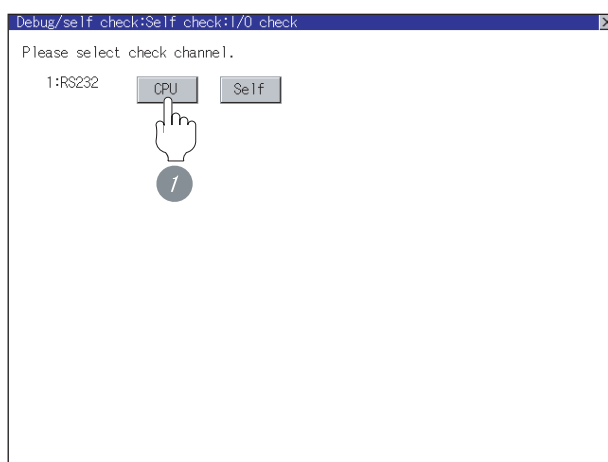 Debug/self check:Self check:I/O check
Please select check channel.
1:RS232 CPU Self
1